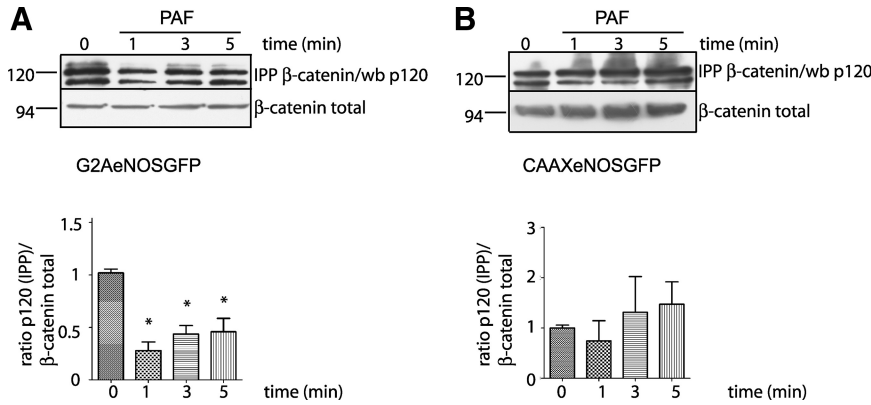 A
PAF
0 1 3 5 time (min)
120 IPP β-catenin/wb p120
94 β-catenin total
G2AeNOSGFP
1.5
1
0.5
0
ratio p120 (IPP)/
β-catenin total
* * *
0 1 3 5 time (min)
B
PAF
0 1 3 5 time (min)
120 IPP β-catenin/wb p120
94 β-catenin total
CAAXeNOSGFP
3
2
1
0
ratio p120 (IPP)/
β-catenin total
0 1 3 5 time (min)